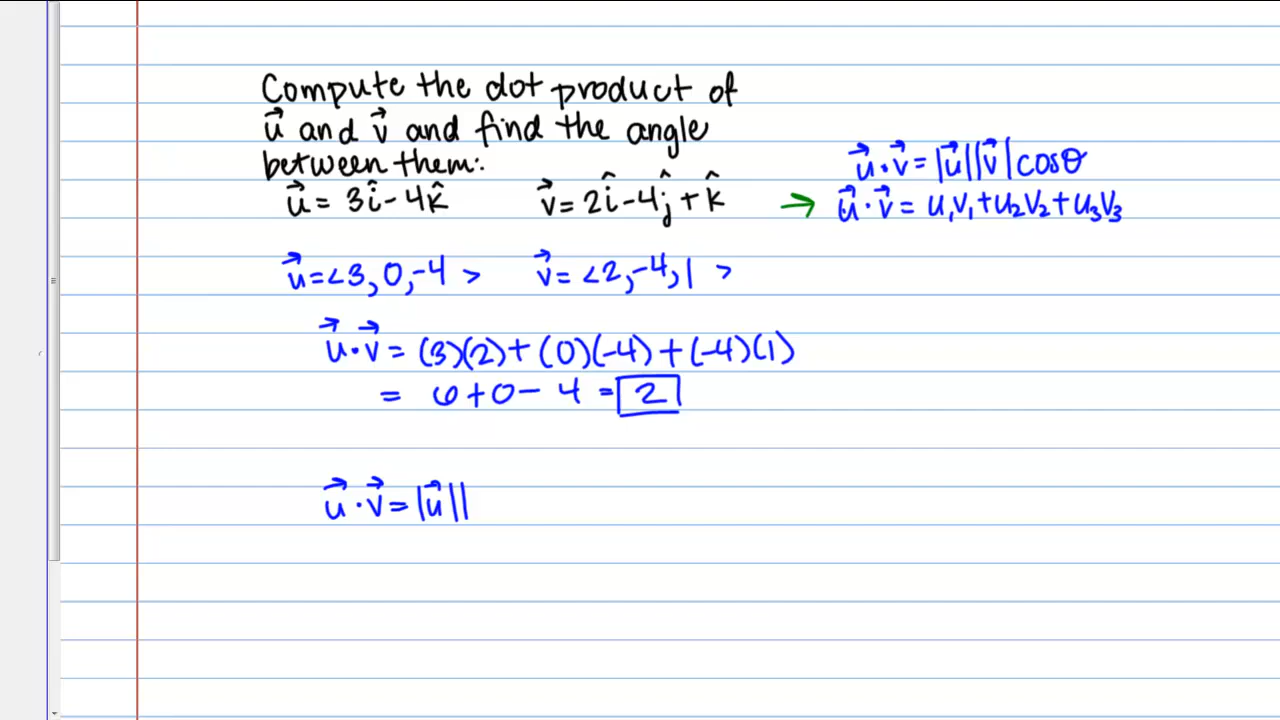 Compute the dot product of
u⃗ and v⃗ and find the angle
between them:
u⃗ = 3î - 4k̂    v⃗ = 2î - 4ĵ + k̂
u⃗ · v⃗ = |u⃗||v⃗| cosθ
→ u⃗ · v⃗ = u₁v₁ + u₂v₂ + u₃v₃
u⃗ = <3, 0, -4>    v⃗ = <2, -4, 1>
u⃗ · v⃗ = (3)(2) + (0)(-4) + (-4)(1)
= 6 + 0 - 4 = 2
u⃗ · v⃗ = |u⃗||